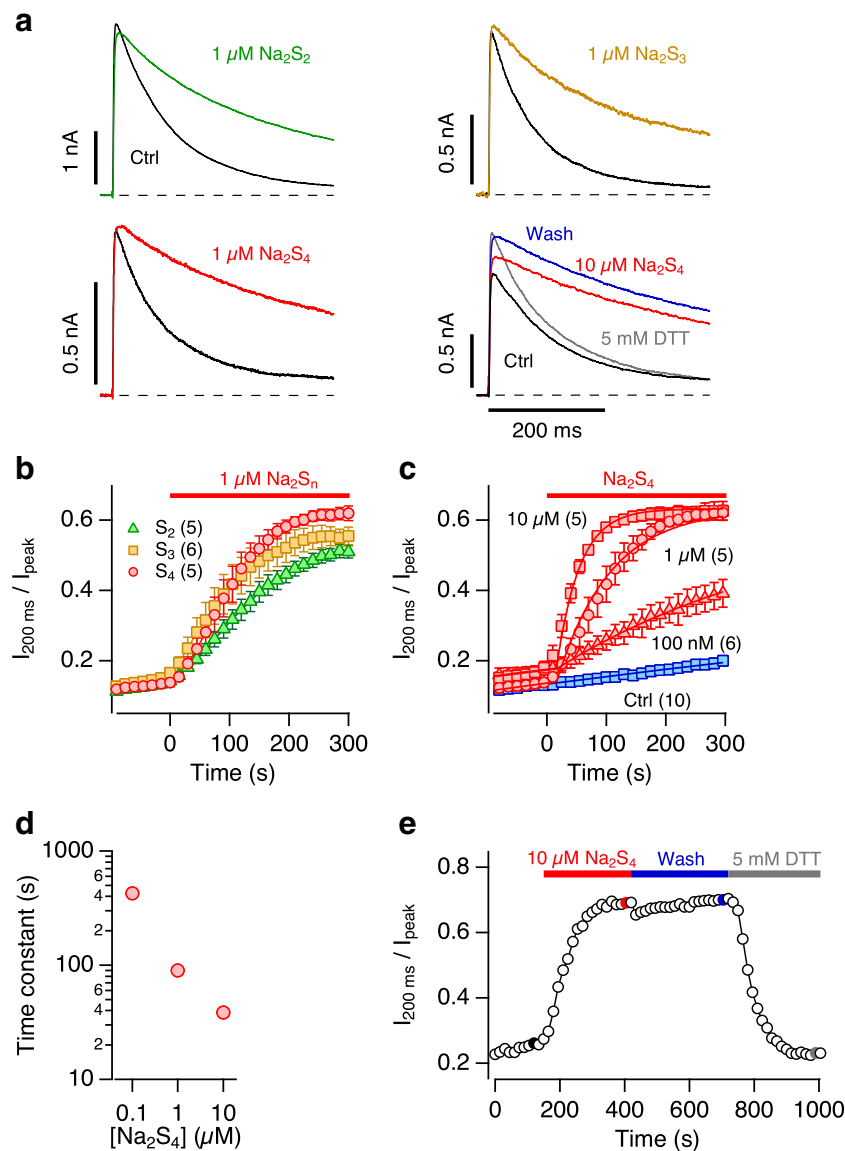 a
1 µM Na2S2
1 nA
Ctrl
1 µM Na2S3
0.5 nA
1 µM Na2S4
0.5 nA
Wash
10 µM Na2S4
5 mM DTT
Ctrl
0.5 nA
200 ms
b
1 µM Na2Sn
S2 (5)
S3 (6)
S4 (5)
0.6
0.4
0.2
I200 ms / Ipeak
0
100
200
300
Time (s)
c
Na2S4
10 µM (5)
1 µM (5)
100 nM (6)
Ctrl (10)
0.6
0.4
0.2
I200 ms / Ipeak
0
100
200
300
Time (s)
d
1000
6
4
2
100
6
4
2
10
Time constant (s)
0.1
1
10
[Na2S4] (µM)
e
10 µM Na2S4
Wash
5 mM DTT
0.8
0.6
0.4
0.2
I200 ms / Ipeak
0
200
400
600
800
1000
Time (s)